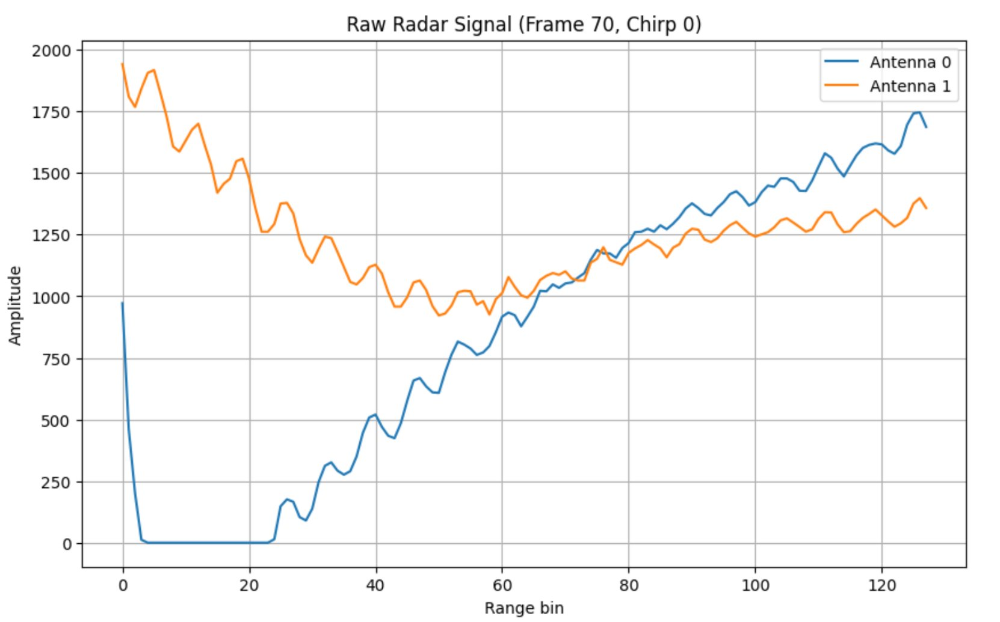 Raw Radar Signal (Frame 70, Chirp 0)
2000
1750
1500
1250
1000
750
500
250
0
Amplitude
Antenna 0
Antenna 1
0 20 40 60 80 100 120
Range bin